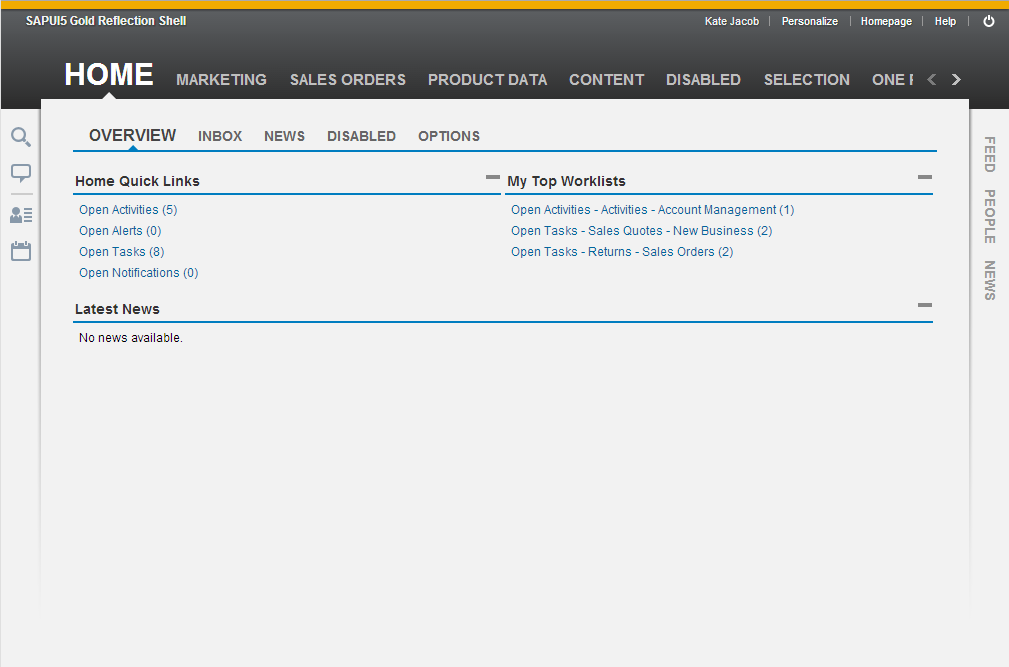 SAPUI5 Gold Reflection Shell
Kate Jacob | Personalize | Homepage | Help
HOME MARKETING SALES ORDERS PRODUCT DATA CONTENT DISABLED SELECTION ONE
OVERVIEW INBOX NEWS DISABLED OPTIONS
Home Quick Links
Open Activities (5)
Open Alerts (0)
Open Tasks (8)
Open Notifications (0)
My Top Worklists
Open Activities - Activities - Account Management (1)
Open Tasks - Sales Quotes - New Business (2)
Open Tasks - Returns - Sales Orders (2)
Latest News
No news available.
FEED
PEOPLE
NEWS